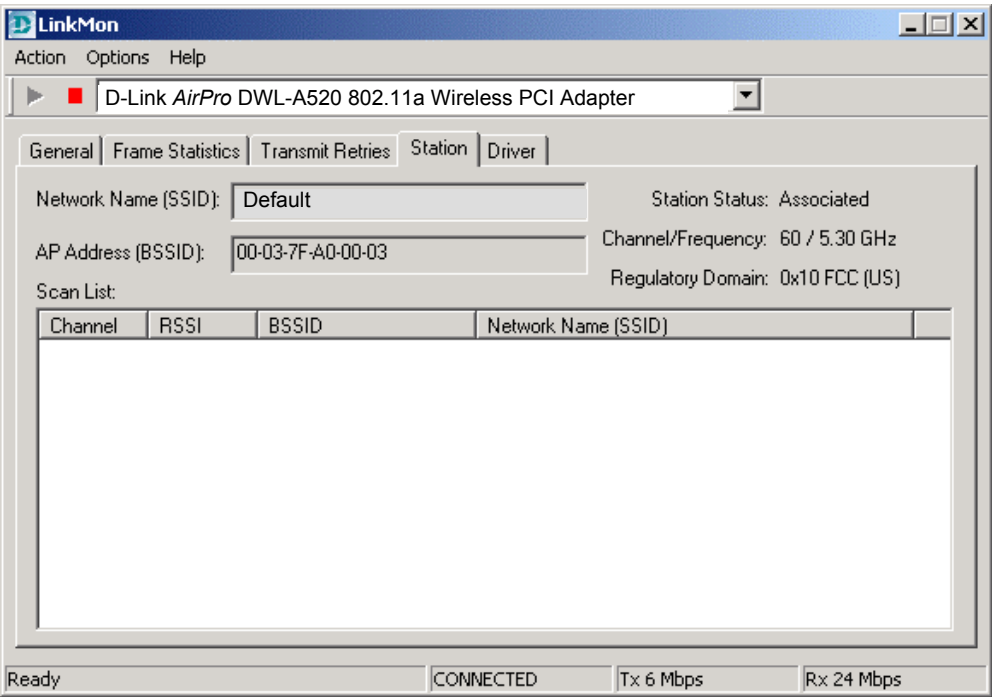 LinkMon
Action Options Help
D-Link AirPro DWL-A520 802.11a Wireless PCI Adapter
General Frame Statistics Transmit Retries Station Driver
Network Name (SSID): Default Station Status: Associated
AP Address (BSSID): 00-03-7F-A0-00-03 Channel/Frequency: 60 / 5.30 GHz
Regulatory Domain: 0x10 FCC (US)
Scan List:
Channel RSSI BSSID Network Name (SSID)
Ready CONNECTED Tx 6 Mbps Rx 24 Mbps